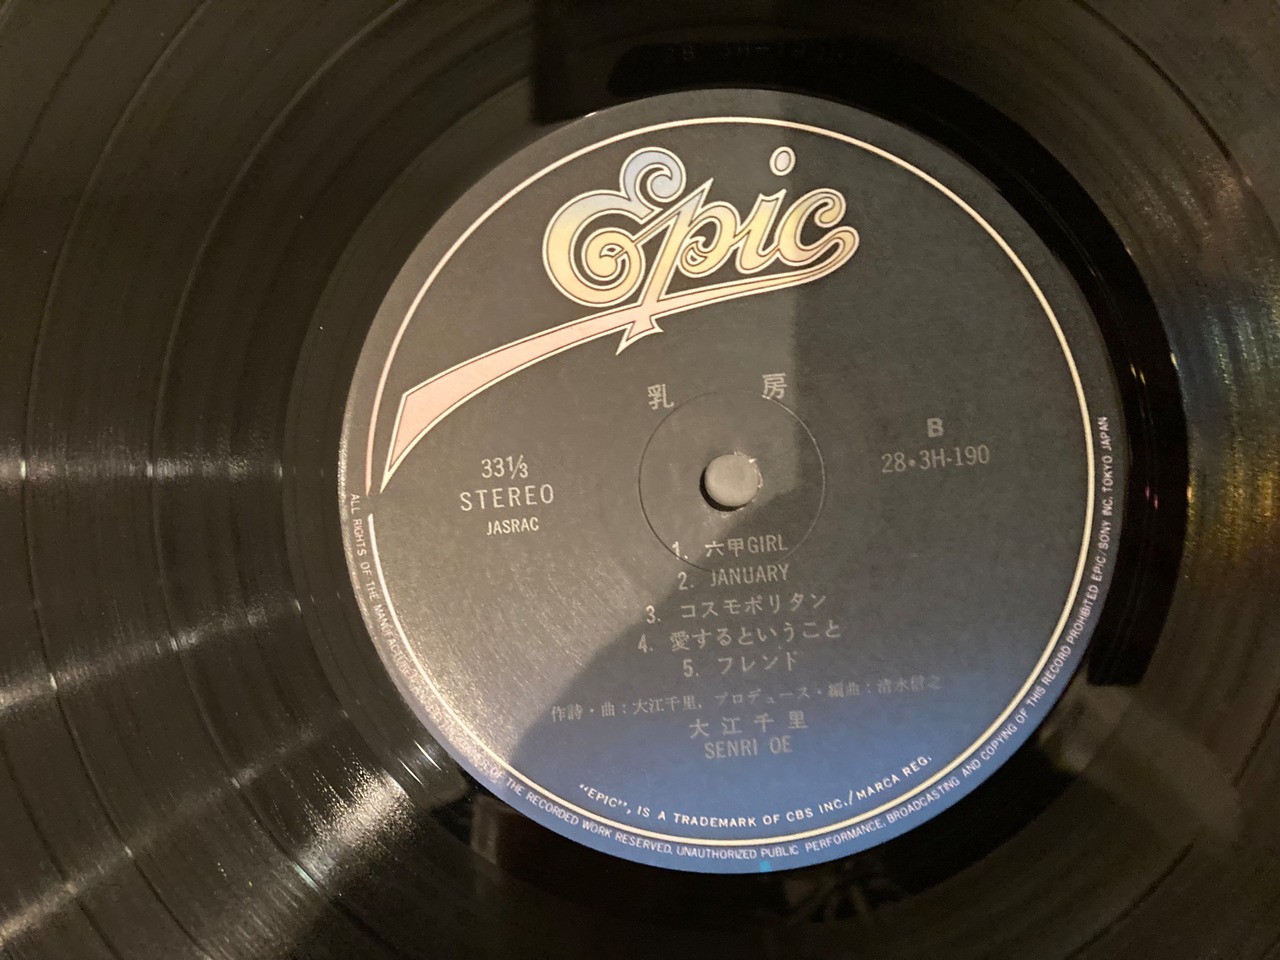 Epic
乳房
B
28・3H-190
33⅓
STEREO
JASRAC
1. 六甲GIRL
2. JANUARY
3. コスモポリタン
4. 愛するということ
5. フレンド
作詩・曲:大江千里, プロデュース・編曲:清水信之
大江千里
SENRI OE
"EPIC", IS A TRADEMARK OF CBS INC./MARCA REG.
ALL RIGHTS OF THE MANUFACTURER OF THE RECORDED WORK RESERVED. UNAUTHORIZED PUBLIC PERFORMANCE. BROADCASTING AND COPYING OF THIS RECORD PROHIBITED EPIC/SONY INC. TOKYO JAPAN